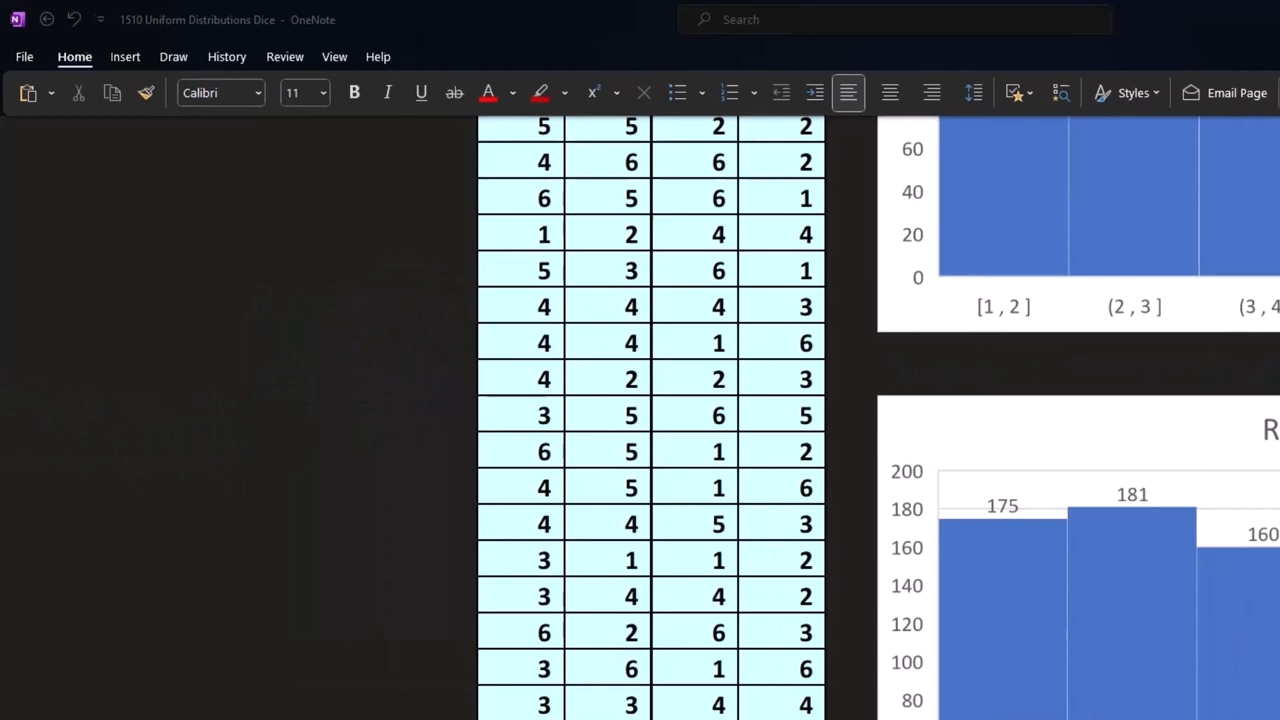 1510 Uniform Distributions Dice - OneNote
Search
File Home Insert Draw History Review View Help
Calibri 11 B I U ab A x² Styles Email Page
5 5 2 2
4 6 6 2
6 5 6 1
1 2 4 4
5 3 6 1
4 4 4 3
4 4 1 6
4 2 2 3
3 5 6 5
6 5 1 2
4 5 1 6
4 4 5 3
3 1 1 2
3 4 4 2
6 2 6 3
3 6 1 6
3 3 4 4
60
40
20
0
[1 , 2 ] (2 , 3 ] (3 , 4
R
200
180
160
140
120
100
80
175 181 160